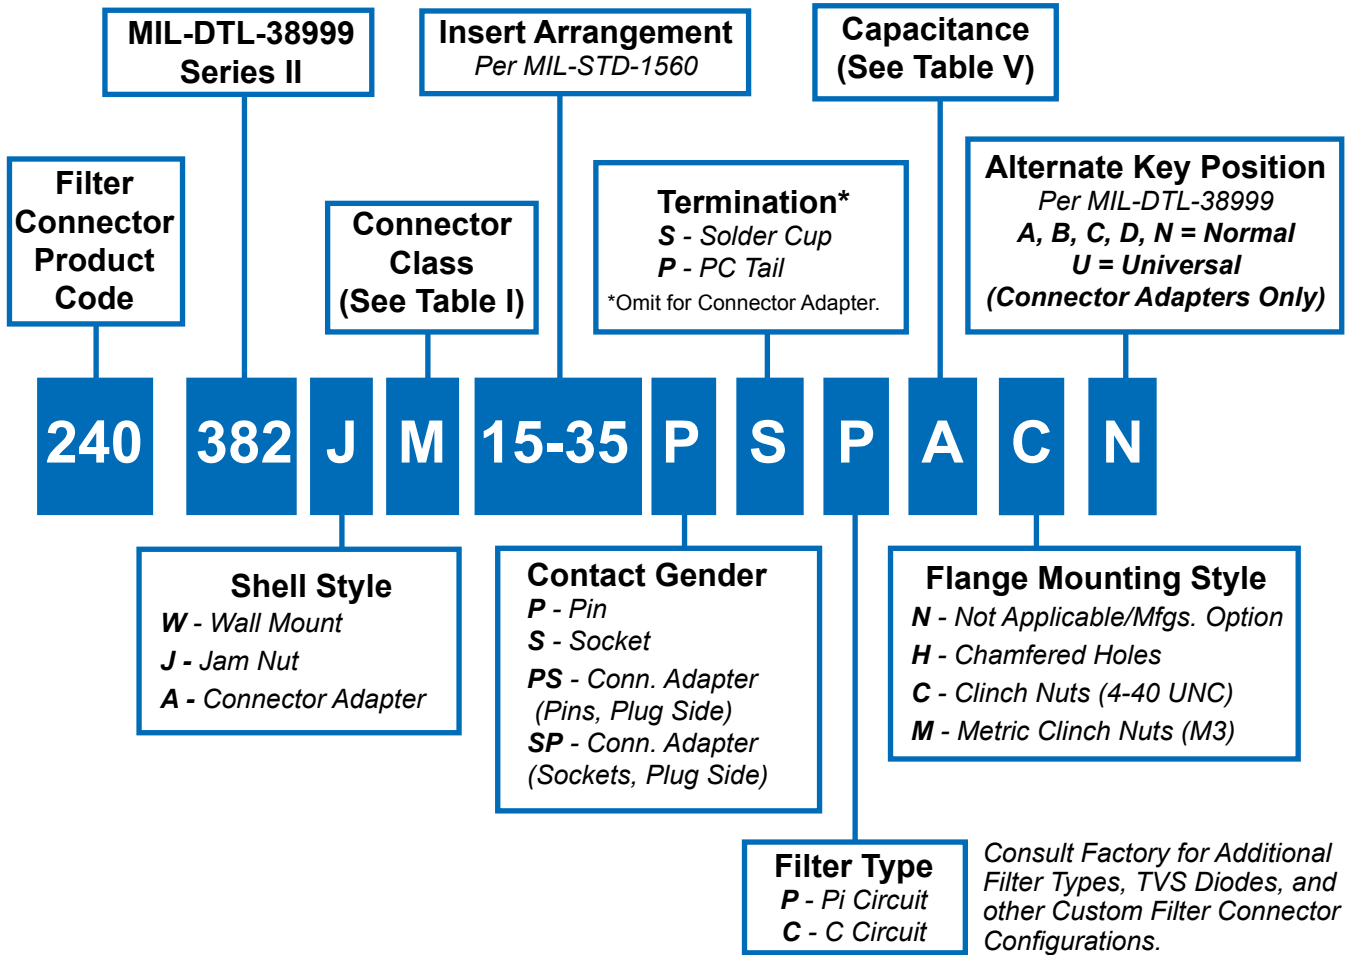 MIL-DTL-38999
Series II
Insert Arrangement
Per MIL-STD-1560
Capacitance
(See Table V)
Filter
Connector
Product
Code
Connector
Class
(See Table I)
Termination*
S - Solder Cup
P - PC Tail
*Omit for Connector Adapter.
Alternate Key Position
Per MIL-DTL-38999
A, B, C, D, N = Normal
U = Universal
(Connector Adapters Only)
240 382 J M 15-35 P S P A C N
Shell Style
W - Wall Mount
J - Jam Nut
A - Connector Adapter
Contact Gender
P - Pin
S - Socket
PS - Conn. Adapter
(Pins, Plug Side)
SP - Conn. Adapter
(Sockets, Plug Side)
Flange Mounting Style
N - Not Applicable/Mfgs. Option
H - Chamfered Holes
C - Clinch Nuts (4-40 UNC)
M - Metric Clinch Nuts (M3)
Filter Type
P - Pi Circuit
C - C Circuit
Consult Factory for Additional
Filter Types, TVS Diodes, and
other Custom Filter Connector
Configurations.